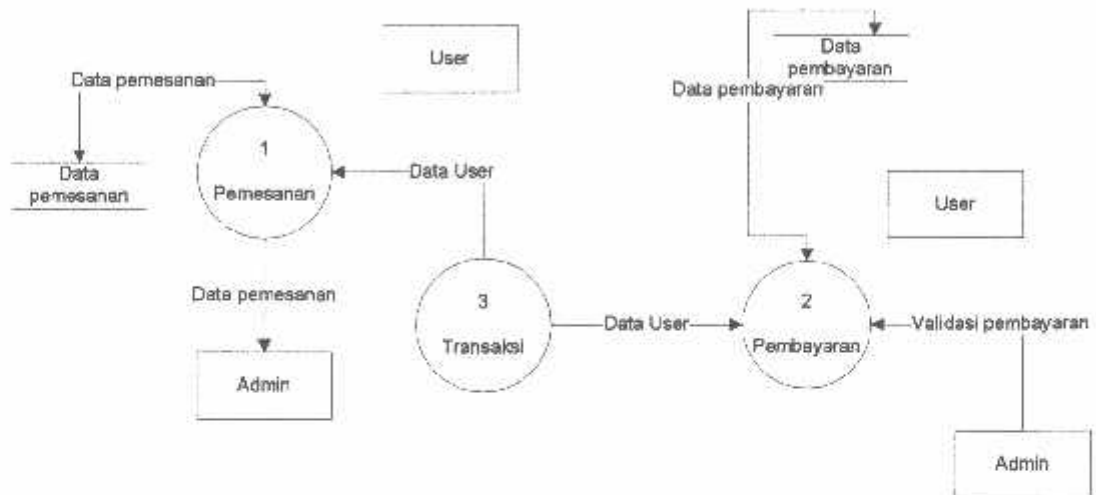 User
Data
pembayaran
Data pemesanan
Data pembayaran
1
Pemesanan
Data
pemesanan
Data User
User
Data pemesanan
3
Transaksi
Data User
2
Pembayaran
Validasi pembayaran
Admin
Admin